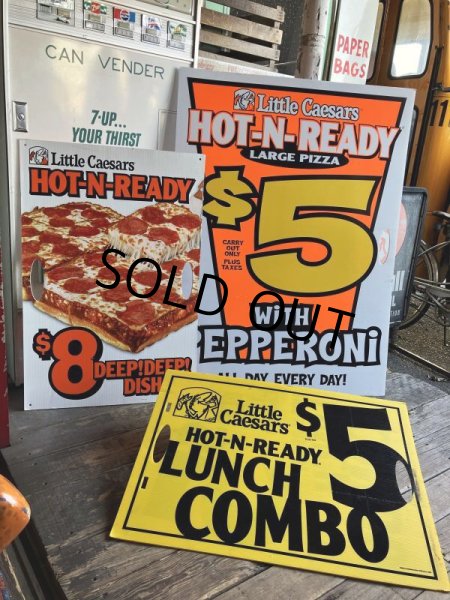 CAN VENDER
7-UP...
YOUR THIRST
PAPER
BAGS
Little Caesars
HOT-N-READY
LARGE PIZZA
$5
CARRY
OUT
ONLY
PLUS
TAXES
WiTH
PEPPERONi
ALL DAY EVERY DAY!
Little Caesars
HOT-N-READY
$8
DEEP!DEEP!
DISH
SOLD OUT
Little
Caesars
$5
HOT-N-READY
LUNCH
COMBO